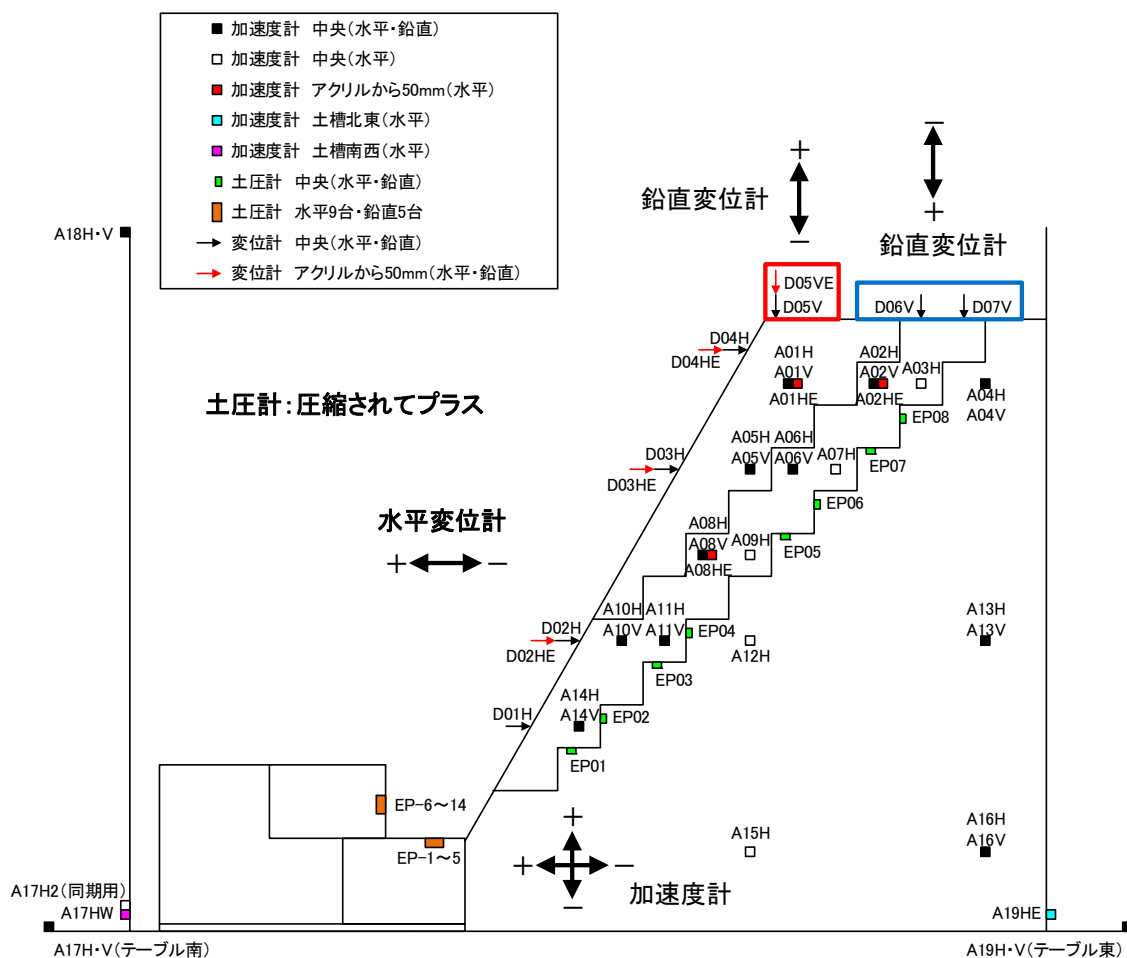 加速度計 中央(水平・鉛直)
加速度計 中央(水平)
加速度計 アクリルから50mm(水平)
加速度計 土槽北東(水平)
加速度計 土槽南西(水平)
土圧計 中央(水平・鉛直)
土圧計 水平9台・鉛直5台
変位計 中央(水平・鉛直)
変位計 アクリルから50mm(水平・鉛直)
A18H・V
+
−
鉛直変位計
−
+
鉛直変位計
D05VE
D05V
D06V
D07V
D04H
D04HE
A01H
A01V
A01HE
A02H
A02V
A02HE
A03H
A04H
A04V
土圧計：圧縮されてプラス
EP08
D03H
D03HE
A05H
A05V
A06H
A06V
A07H
EP07
EP06
水平変位計
+
−
A08H
A08V
A08HE
A09H
EP05
A10H
A10V
A11H
A11V
EP04
A12H
A13H
A13V
D02H
D02HE
EP03
D01H
A14H
A14V
EP02
EP01
EP-6～14
EP-1～5
+
+
−
−
加速度計
A15H
A16H
A16V
A17H2(同期用)
A17HW
A19HE
A17H・V(テーブル南)
A19H・V(テーブル東)